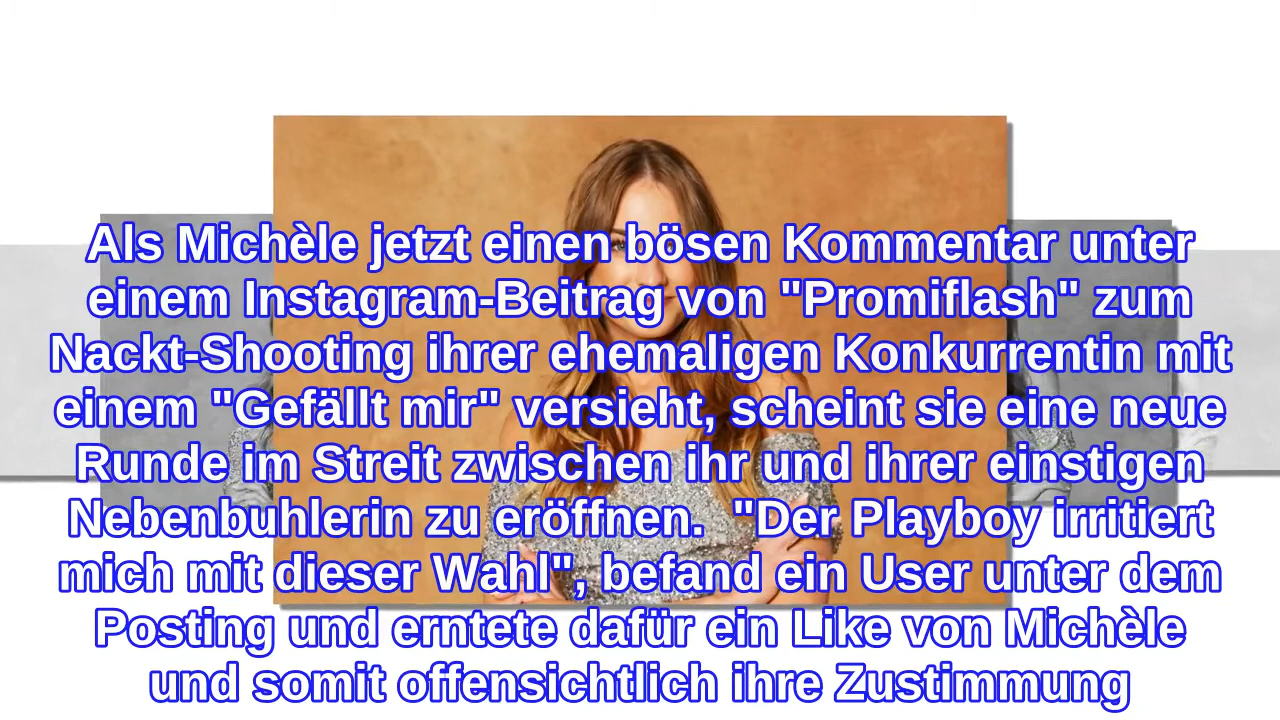 Als Michèle jetzt einen bösen Kommentar unter
einem Instagram-Beitrag von "Promiflash" zum
Nackt-Shooting ihrer ehemaligen Konkurrentin mit
einem "Gefällt mir" versieht, scheint sie eine neue
Runde im Streit zwischen ihr und ihrer einstigen
Nebenbuhlerin zu eröffnen.  "Der Playboy irritiert
mich mit dieser Wahl", befand ein User unter dem
Posting und erntete dafür ein Like von Michèle
und somit offensichtlich ihre Zustimmung